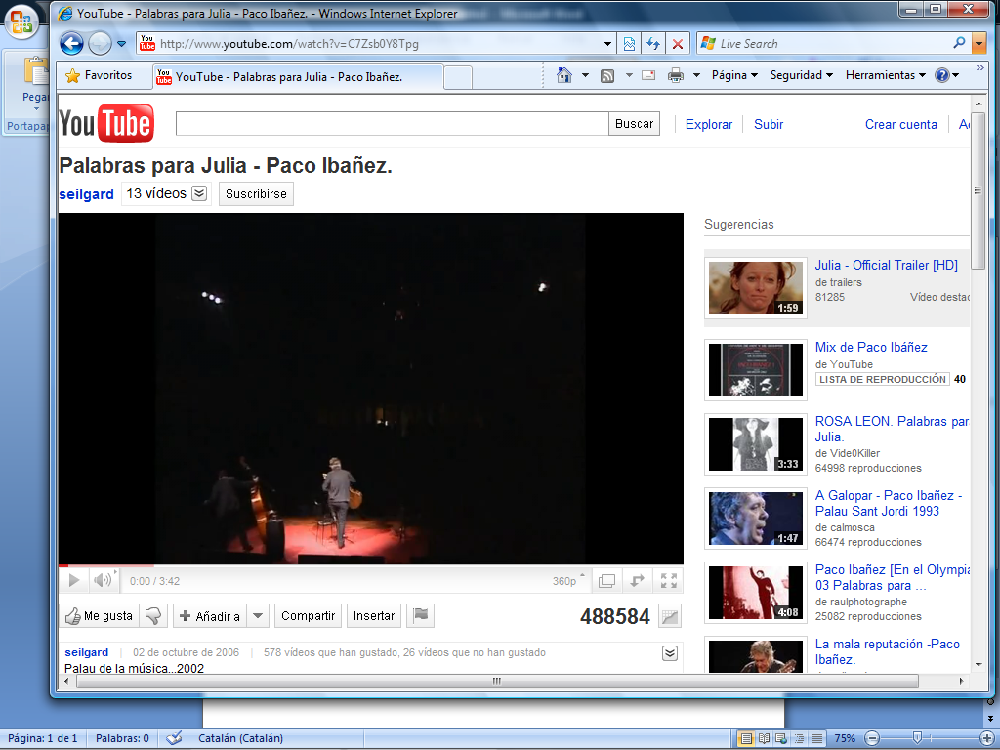 YouTube - Palabras para Julia - Paco Ibañez. - Windows Internet Explorer
http://www.youtube.com/watch?v=C7Zsb0Y8Tpg
Live Search
Favoritos
YouTube - Palabras para Julia - Paco Ibañez.
Página
Seguridad
Herramientas
Pega
Portapap
You Tube
Buscar
Explorar
Subir
Crear cuenta
Palabras para Julia - Paco Ibañez.
seilgard
13 vídeos
Suscribirse
Sugerencias
Julia - Official Trailer [HD]
de trailers
81285
Vídeo destac
1:59
Mix de Paco Ibáñez
de YouTube
LISTA DE REPRODUCCIÓN 40
ROSA LEON. Palabras par
Julia.
de Vide0Killer
64998 reproducciones
3:33
A Galopar - Paco Ibañez -
Palau Sant Jordi 1993
de calmosca
66474 reproducciones
1:47
Paco Ibañez [En el Olympia
03 Palabras para ...
de raulphotographe
25082 reproducciones
4:08
La mala reputación -Paco
Ibañez.
0:00 / 3:42
360p
Me gusta
Añadir a
Compartir
Insertar
488584
seilgard
02 de octubre de 2006
578 vídeos que han gustado, 26 vídeos que no han gustado
Palau de la música...2002
Página: 1 de 1
Palabras: 0
Catalán (Catalán)
75%